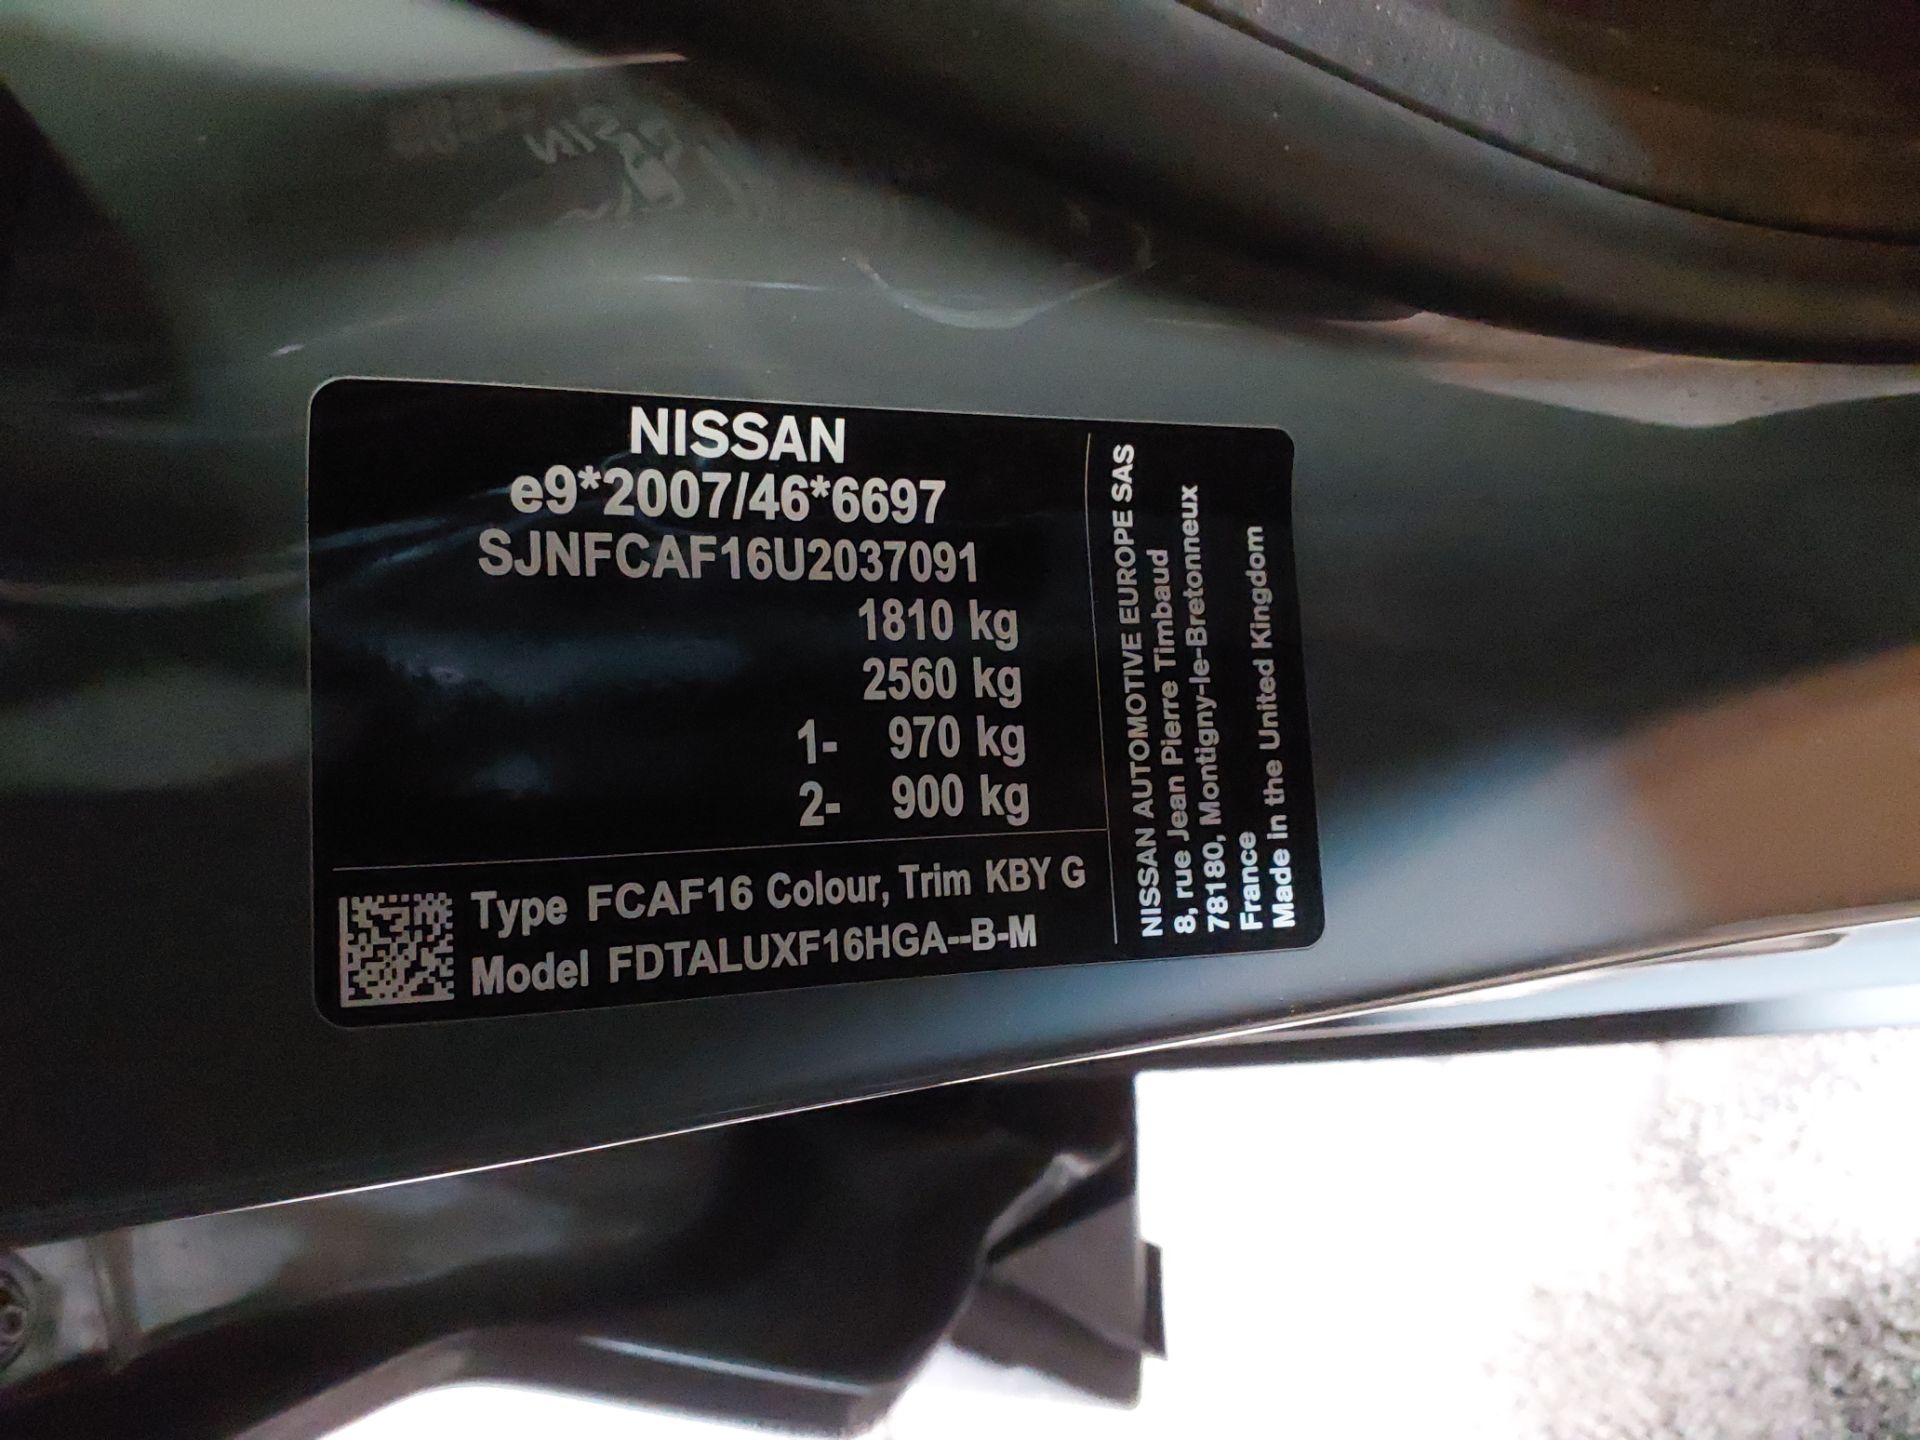 NISSAN
e9*2007/46*6697
SJNFCAF16U2037091
1810 kg
2560 kg
1- 970 kg
2- 900 kg
Type FCAF16 Colour, Trim KBY G
Model FDTALUXF16HGA--B-M
NISSAN AUTOMOTIVE EUROPE SAS
8, rue Jean Pierre Timbaud
78180, Montigny-le-Bretonneux
France
Made in the United Kingdom